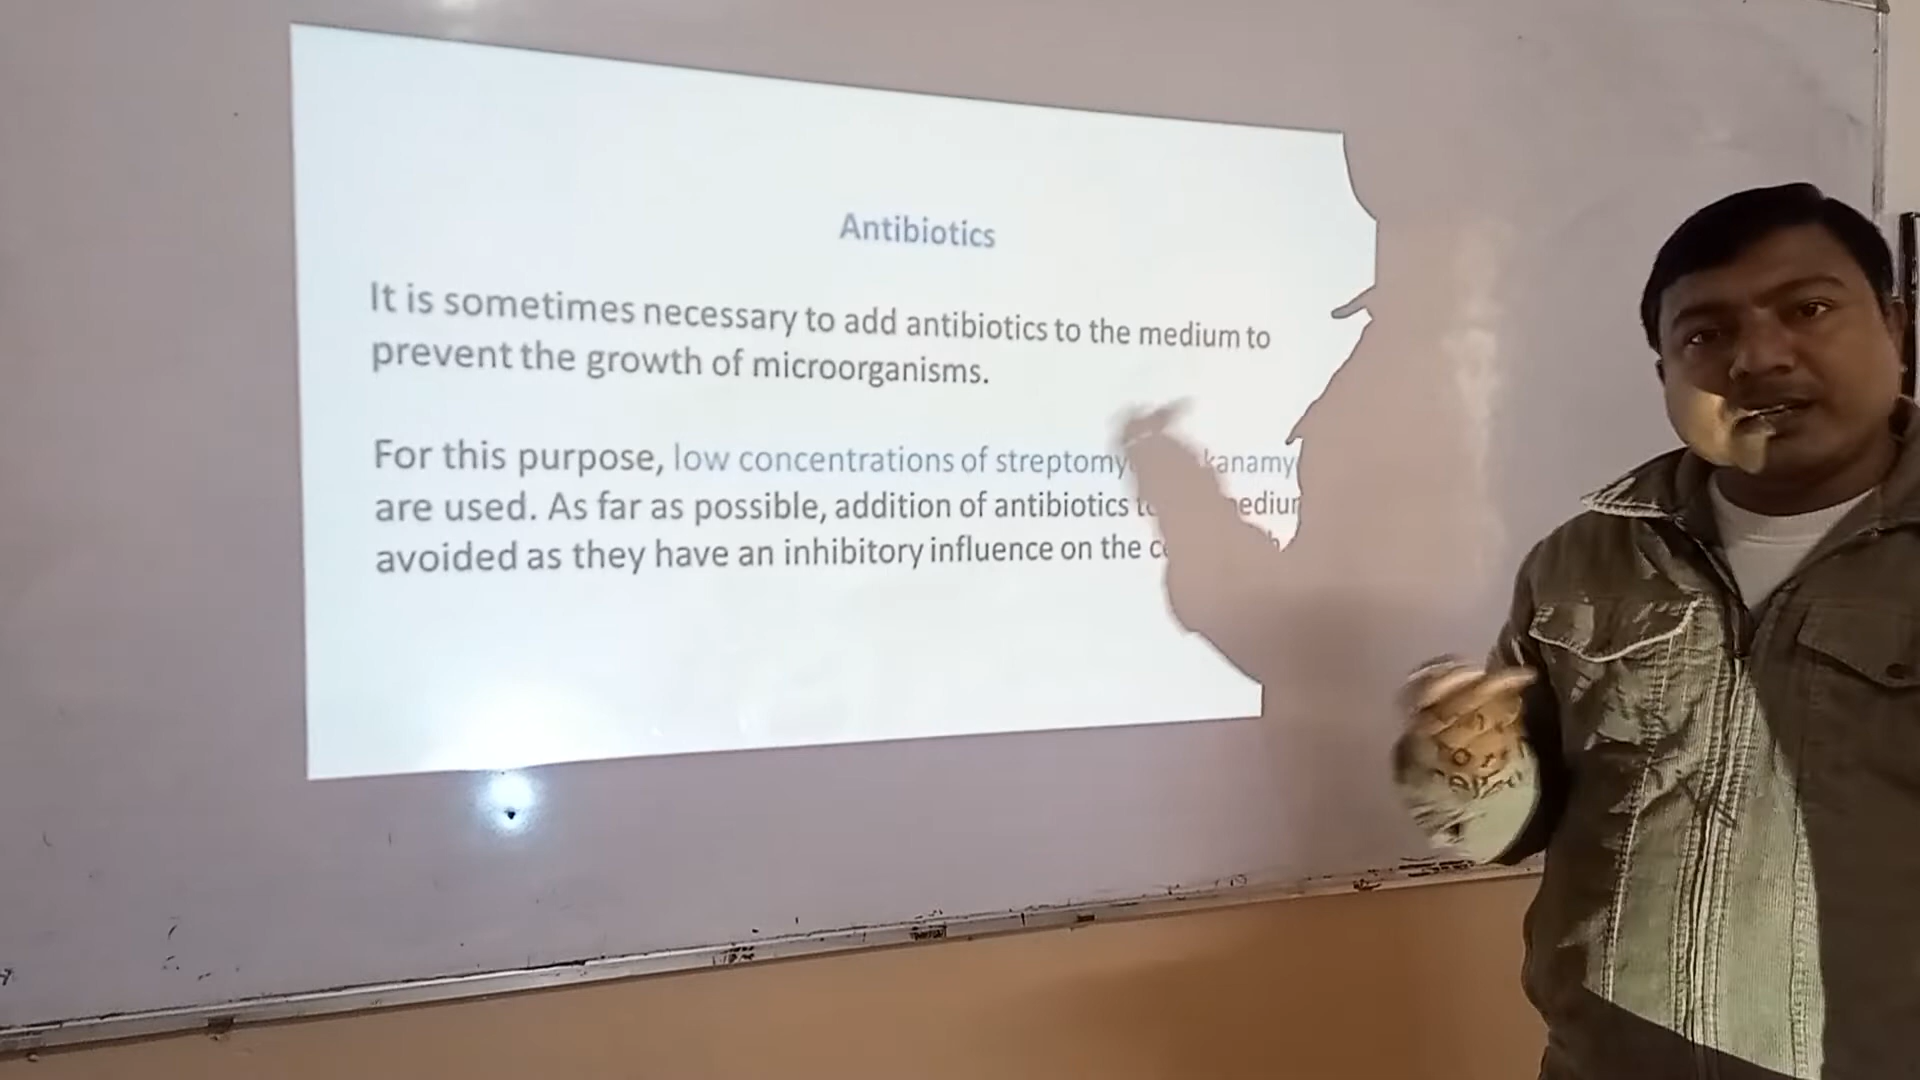 Antibiotics
It is sometimes necessary to add antibiotics to the medium to
prevent the growth of microorganisms.
For this purpose, low concentrations of
are used. As far as possible, addition of antibiotics
avoided as they have an inhibitory influence on the